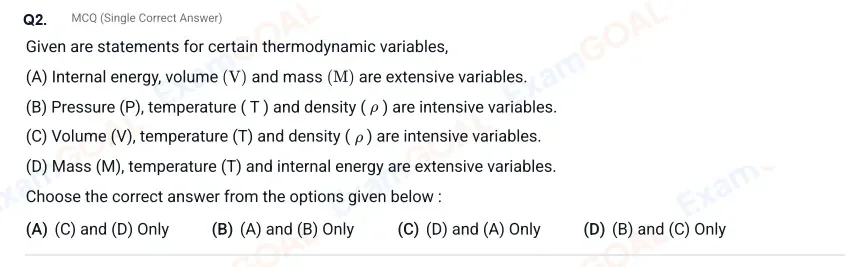 Q2. MCQ (Single Correct Answer)
Given are statements for certain thermodynamic variables,
(A) Internal energy, volume (V) and mass (M) are extensive variables.
(B) Pressure (P), temperature ( T ) and density ( ρ ) are intensive variables.
(C) Volume (V), temperature (T) and density ( ρ ) are intensive variables.
(D) Mass (M), temperature (T) and internal energy are extensive variables.
Choose the correct answer from the options given below :
(A) (C) and (D) Only (B) (A) and (B) Only (C) (D) and (A) Only (D) (B) and (C) Only